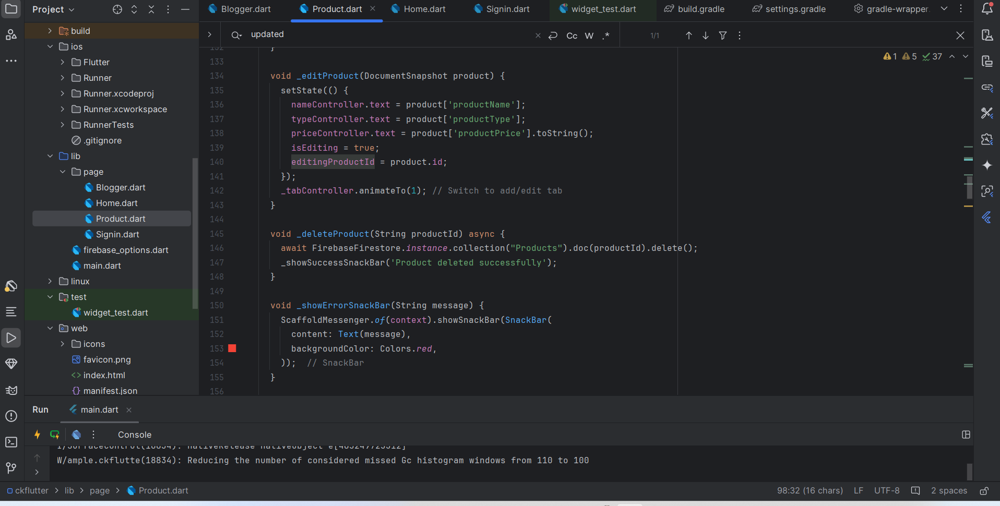 Project
Blogger.dart
Product.dart
Home.dart
Signin.dart
widget_test.dart
build.gradle
settings.gradle
gradle-wrapper.
build
ios
Flutter
Runner
Runner.xcodeproj
Runner.xcworkspace
RunnerTests
.gitignore
lib
page
Blogger.dart
Home.dart
Product.dart
Signin.dart
firebase_options.dart
main.dart
linux
test
widget_test.dart
web
icons
favicon.png
index.html
manifest.json
updated
Cc W .*
1/1
1 5 37
132 }
133
134 void _editProduct(DocumentSnapshot product) {
135 setState(() {
136 nameController.text = product['productName'];
137 typeController.text = product['productType'];
138 priceController.text = product['productPrice'].toString();
139 isEditing = true;
140 editingProductId = product.id;
141 });
142 _tabController.animateTo(1); // Switch to add/edit tab
143 }
144
145 void _deleteProduct(String productId) async {
146 await FirebaseFirestore.instance.collection("Products").doc(productId).delete();
147 _showSuccessSnackBar('Product deleted successfully');
148 }
149
150 void _showErrorSnackBar(String message) {
151 ScaffoldMessenger.of(context).showSnackBar(SnackBar(
152 content: Text(message),
153 backgroundColor: Colors.red,
154 )); // SnackBar
155 }
156
Run
main.dart
Console
W/ample.ckflutte(18834): Reducing the number of considered missed Gc histogram windows from 110 to 100
ckflutter > lib > page > Product.dart
98:32 (16 chars) LF UTF-8 2 spaces